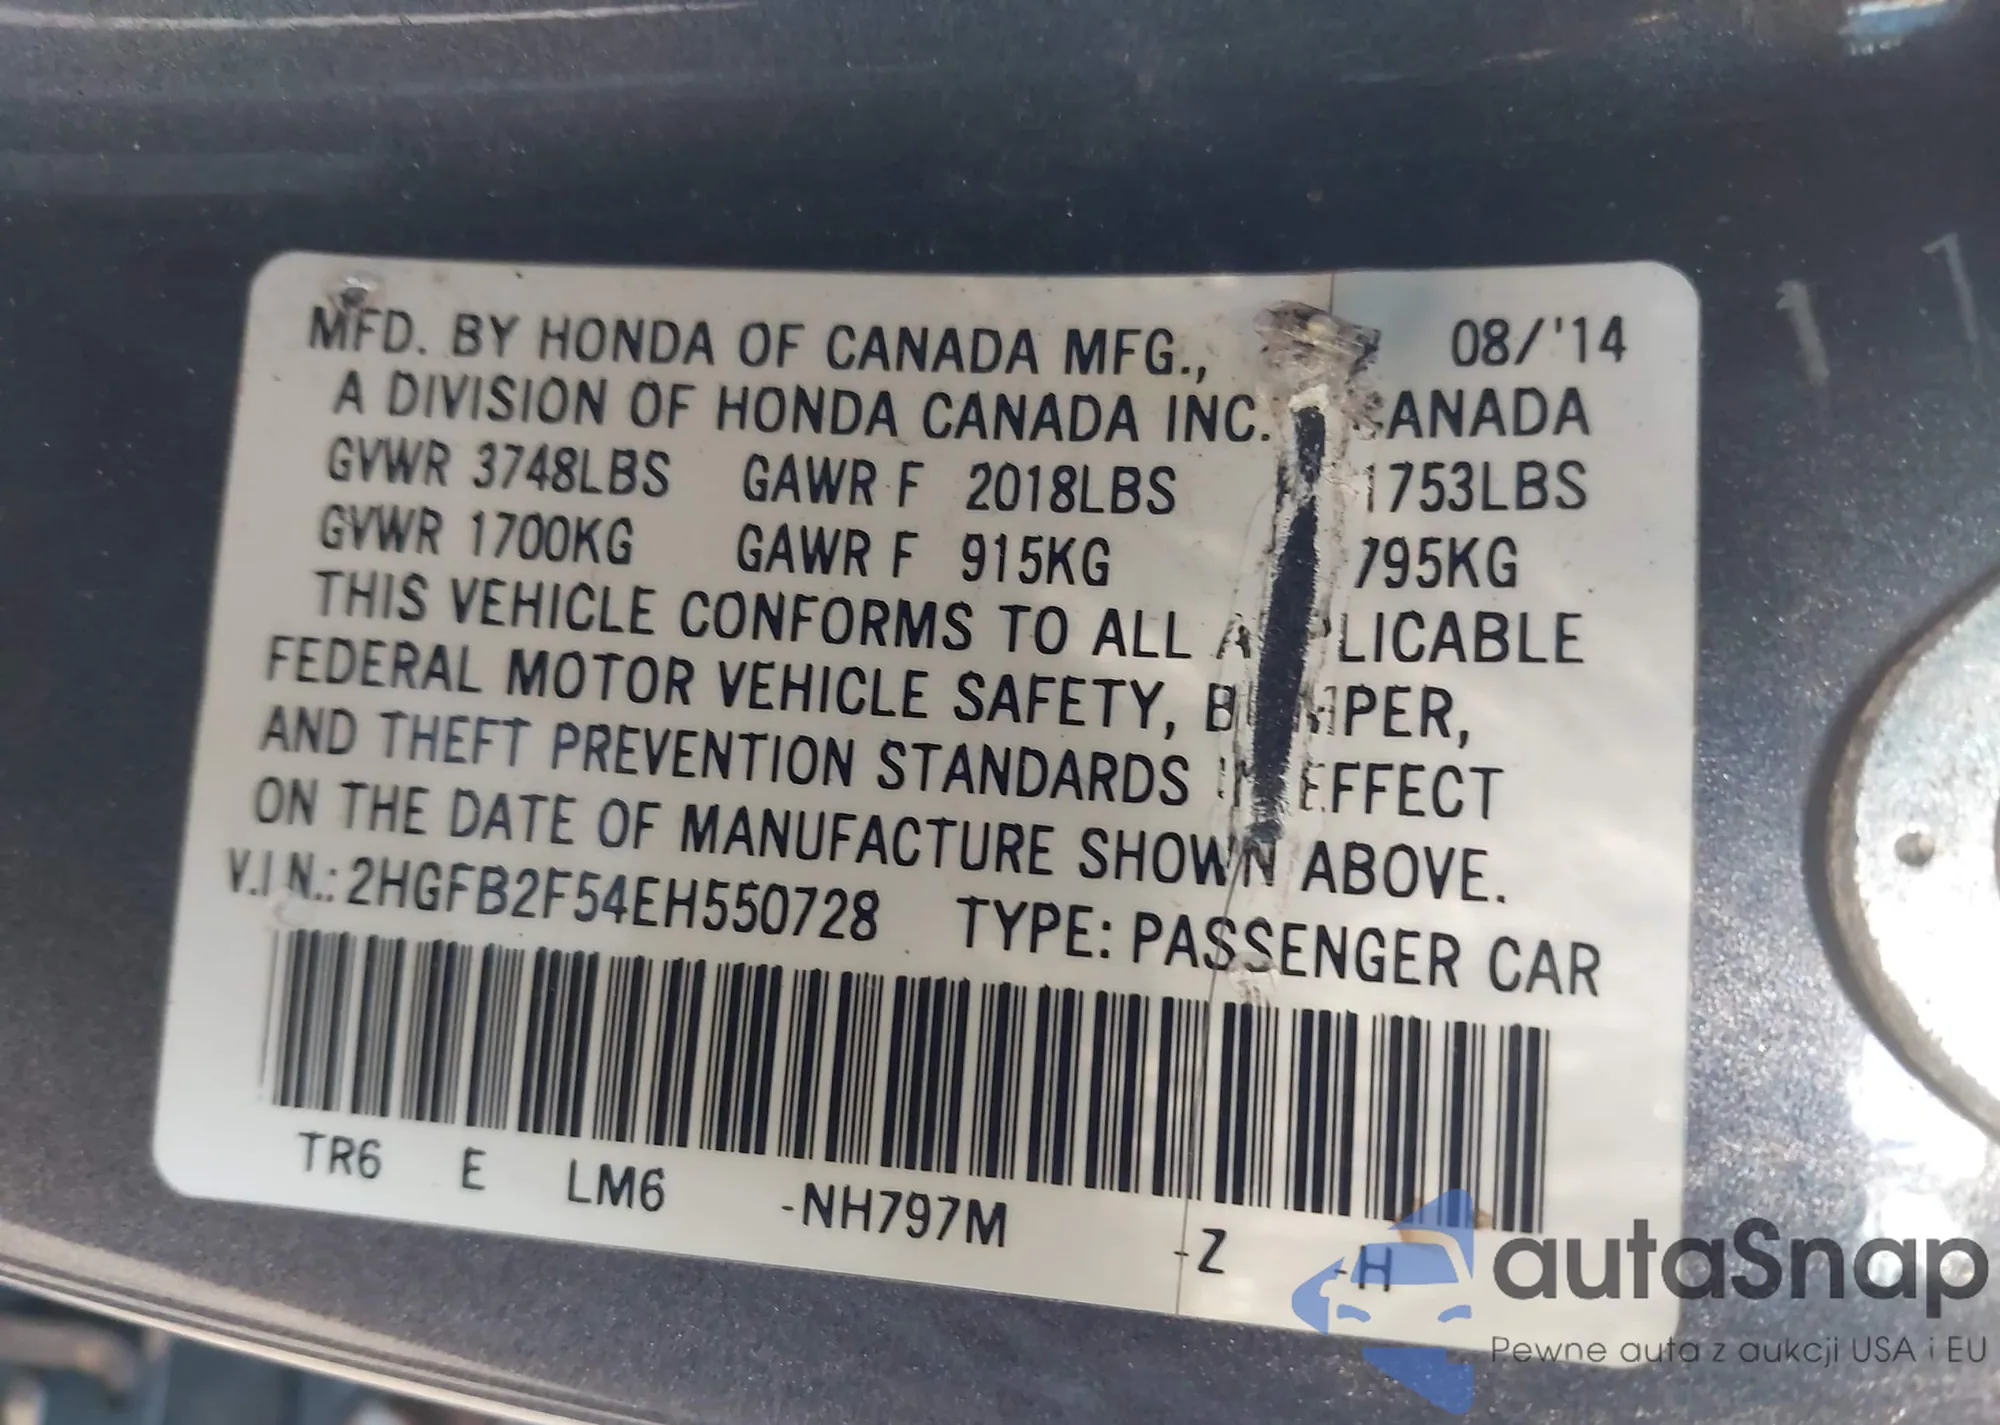 MFD. BY HONDA OF CANADA MFG., 08/'14
A DIVISION OF HONDA CANADA INC. CANADA
GVWR 3748LBS GAWR F 2018LBS 1753LBS
GVWR 1700KG GAWR F 915KG 795KG
THIS VEHICLE CONFORMS TO ALL APPLICABLE
FEDERAL MOTOR VEHICLE SAFETY, BUMPER,
AND THEFT PREVENTION STANDARDS IN EFFECT
ON THE DATE OF MANUFACTURE SHOWN ABOVE.
V.I.N.: 2HGFB2F54EH550728 TYPE: PASSENGER CAR
TR6 E LM6 -NH797M -Z -H
autaSnap
Pewne auta z aukcji USA i EU